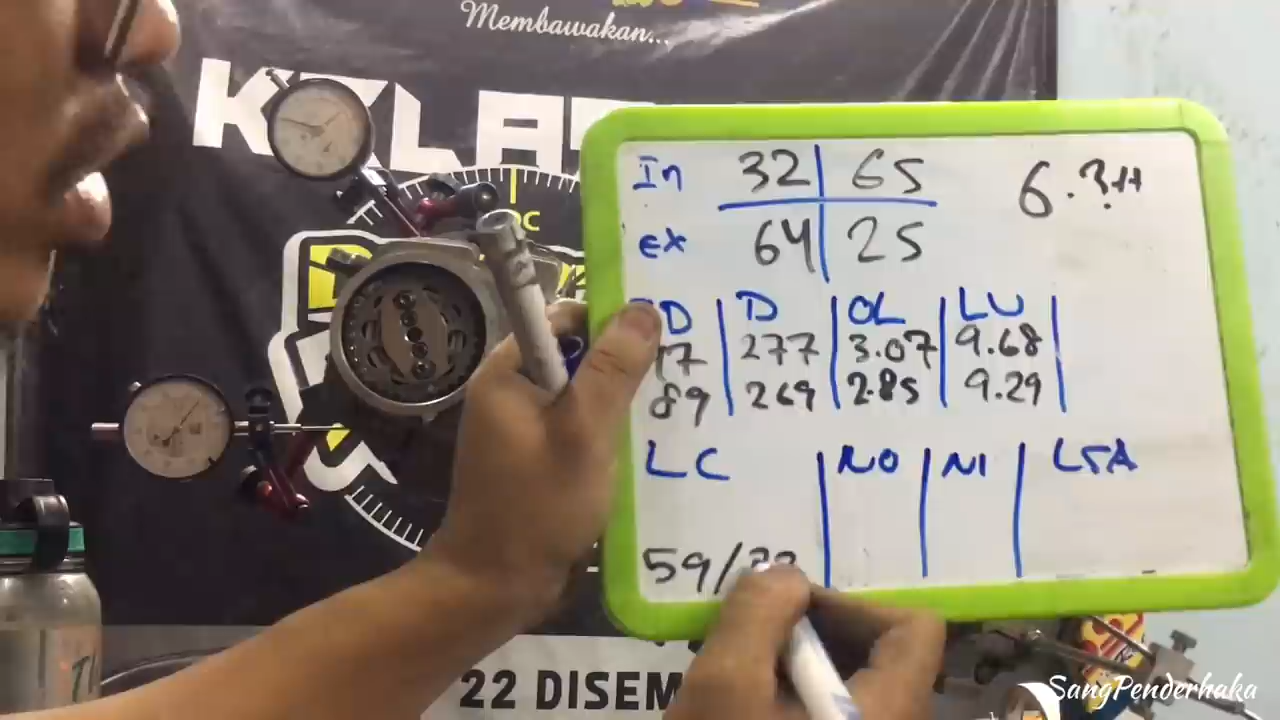 Membawakan...
In 32 65 6.?H
ex 64 25
D D OL LU
77 277 3.07 9.68
89 269 2.85 9.29
LC NO NI LSA
59/
22 DISEM
SangPenderhaka